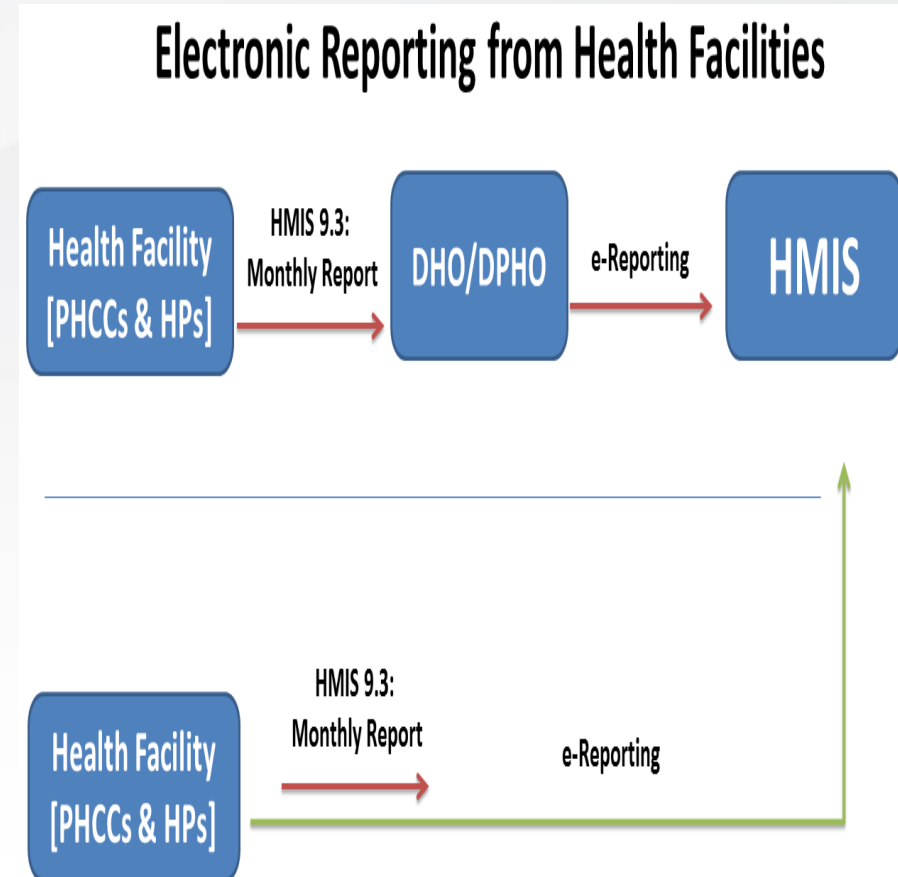 Electronic Reporting from Health Facilities
Health Facility
[PHCCs & HPs]
HMIS 9.3:
Monthly Report
DHO/DPHO
e-Reporting
HMIS
HMIS 9.3:
Monthly Report
Health Facility
[PHCCs & HPs]
e-Reporting